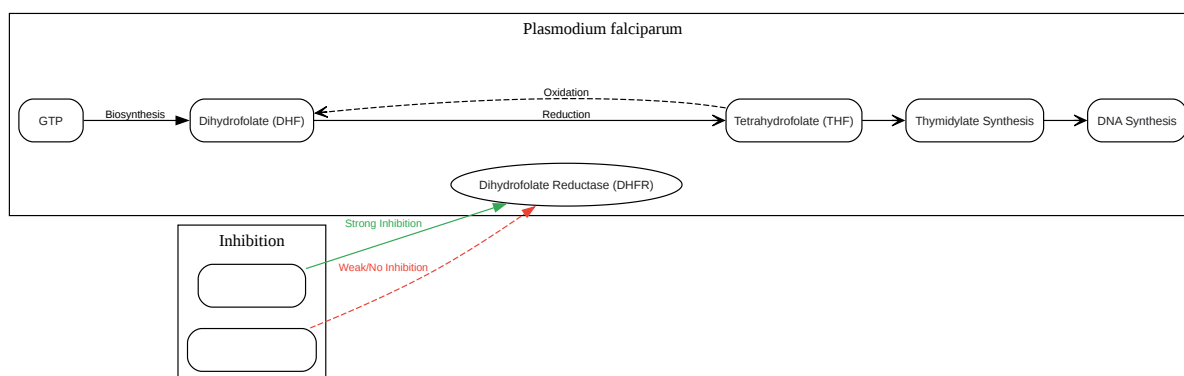 Plasmodium falciparum
Oxidation
GTP
Biosynthesis
Dihydrofolate (DHF)
Reduction
Tetrahydrofolate (THF)
Thymidylate Synthesis
DNA Synthesis
Dihydrofolate Reductase (DHFR)
Strong Inhibition
Inhibition
Weak/No Inhibition